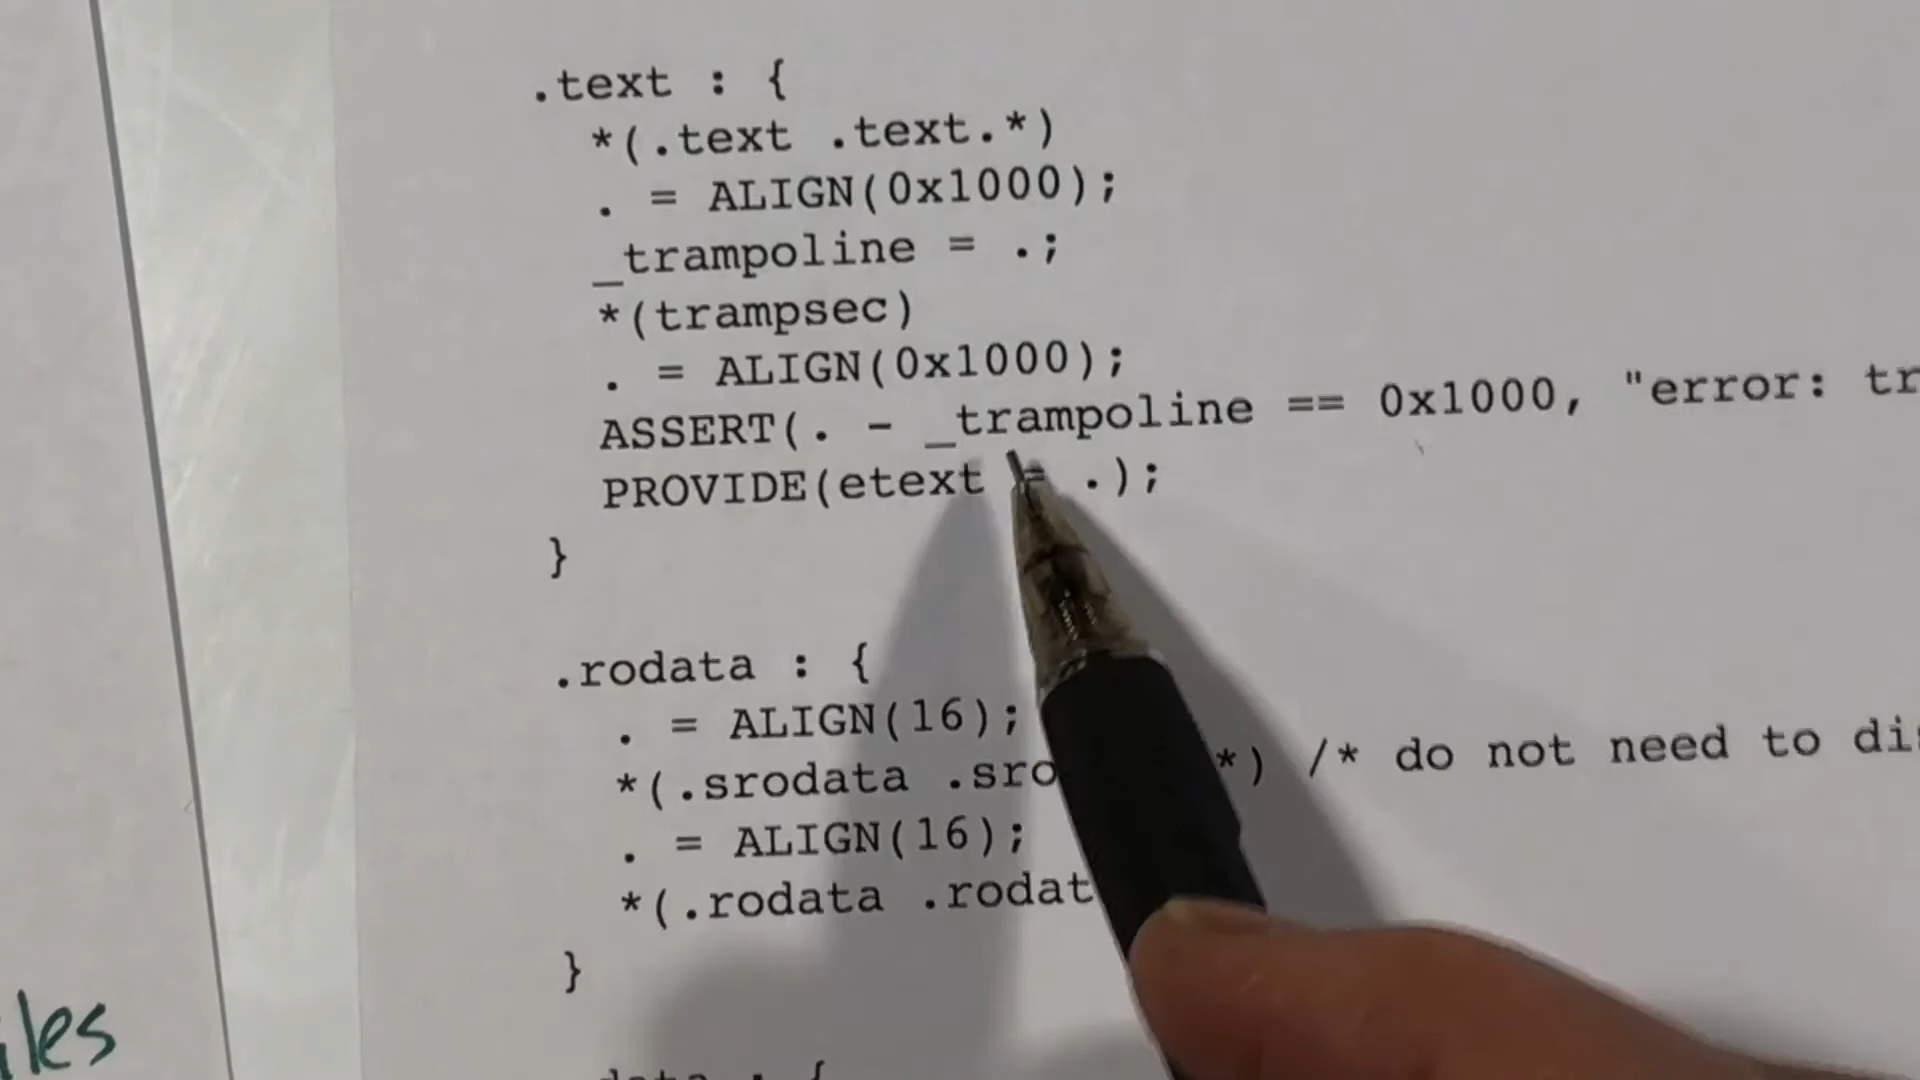 .text : {
*(.text .text.*)
. = ALIGN(0x1000);
_trampoline = .;
*(trampsec)
. = ALIGN(0x1000);
ASSERT(. - _trampoline == 0x1000, "error: tr
PROVIDE(etext = .);
}
.rodata : {
. = ALIGN(16);
*(.srodata .sro *) /* do not need to di
. = ALIGN(16);
*(.rodata .rodat
}
data : {
les